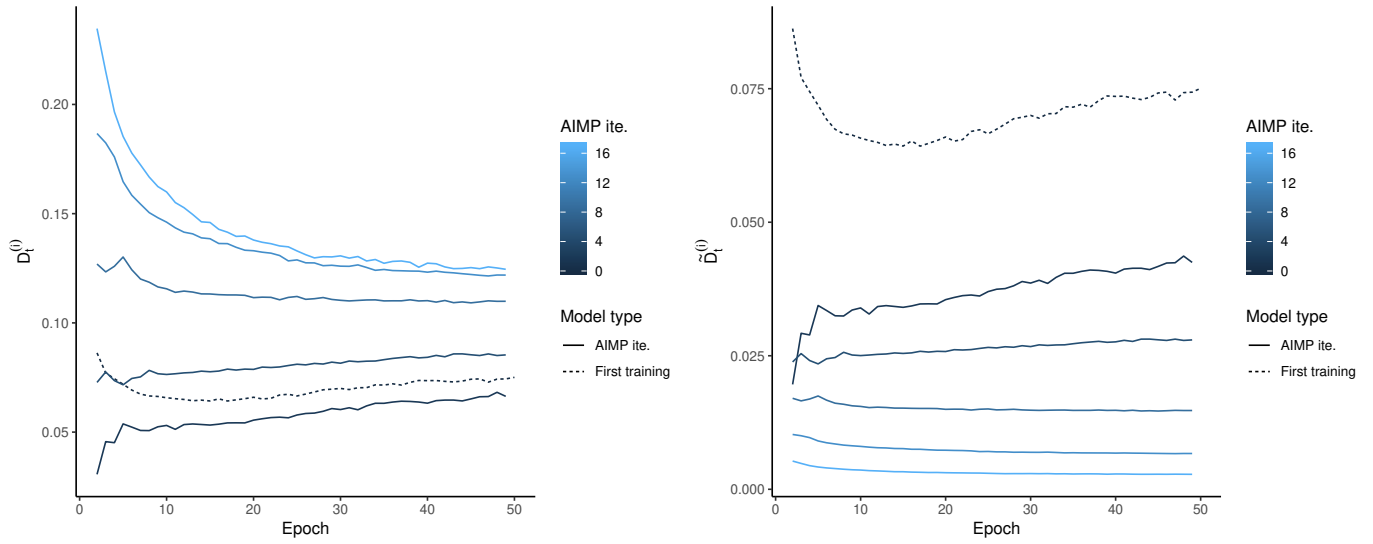 0.20
0.15
0.10
0.05
D_t^(i)
0 10 20 30 40 50
Epoch
AIMP ite.
16
12
8
4
0
Model type
AIMP ite.
First training
0.075
0.050
0.025
0.000
D̃_t^(i)
0 10 20 30 40 50
Epoch
AIMP ite.
16
12
8
4
0
Model type
AIMP ite.
First training